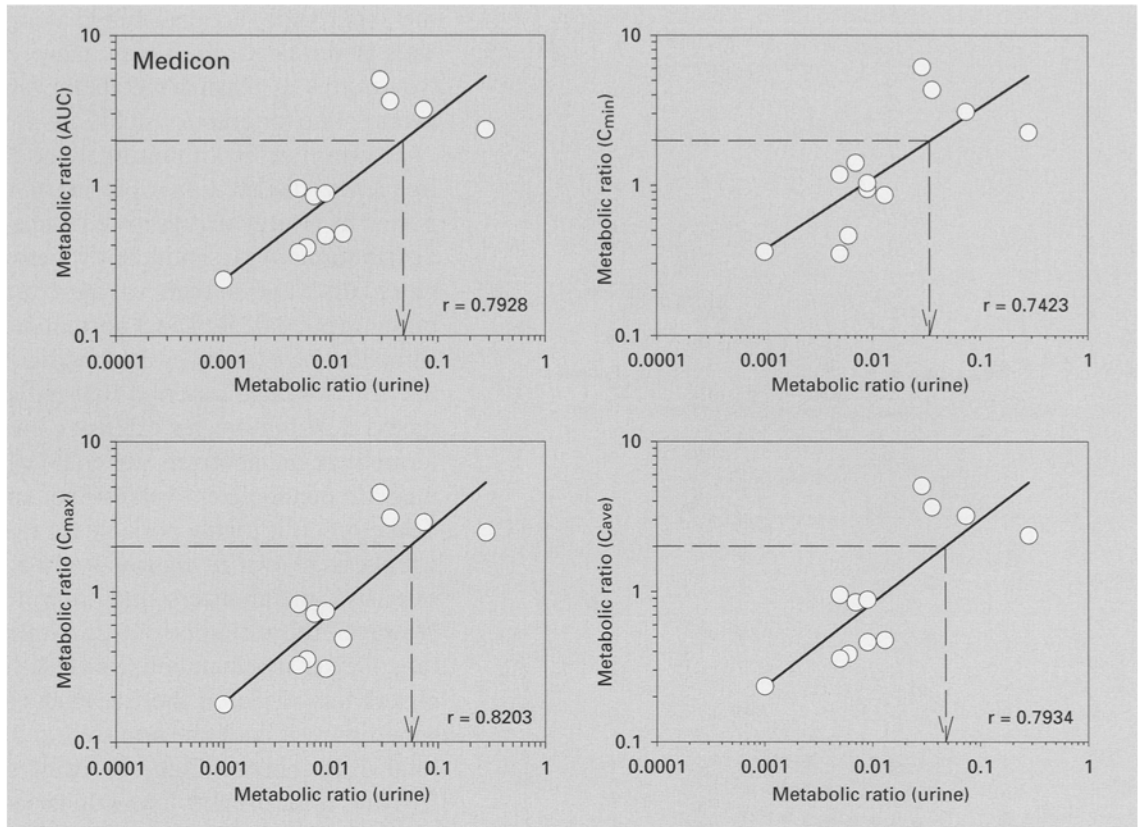 10
Medicon
1
0.1
Metabolic ratio (AUC)
r = 0.7928
0.0001 0.001 0.01 0.1 1
Metabolic ratio (urine)
10
1
0.1
Metabolic ratio (Cmin)
r = 0.7423
0.0001 0.001 0.01 0.1 1
Metabolic ratio (urine)
10
1
0.1
Metabolic ratio (Cmax)
r = 0.8203
0.0001 0.001 0.01 0.1 1
Metabolic ratio (urine)
10
1
0.1
Metabolic ratio (Cave)
r = 0.7934
0.0001 0.001 0.01 0.1 1
Metabolic ratio (urine)